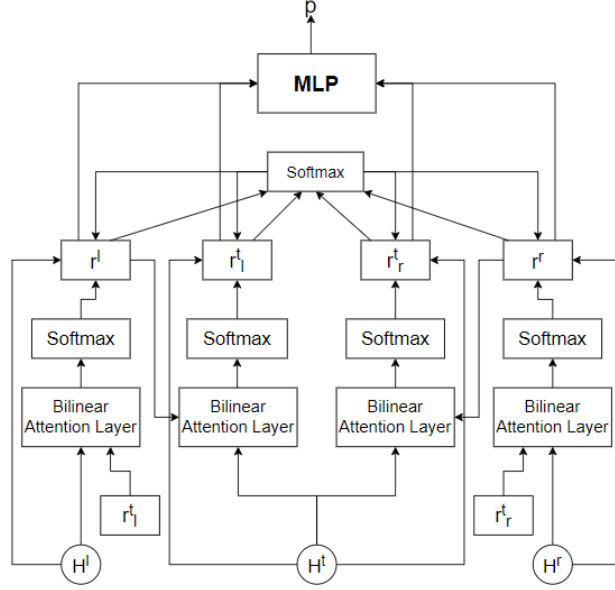 p
MLP
Softmax
r^l
r^t_l
r^t_r
r^r
Softmax
Softmax
Softmax
Softmax
Bilinear
Attention Layer
Bilinear
Attention Layer
Bilinear
Attention Layer
Bilinear
Attention Layer
r^t_l
r^t_r
H^l
H^t
H^r